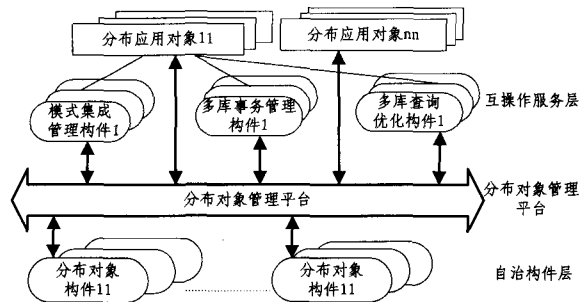 分布应用对象11
分布应用对象nn
模式集成
管理构件1
多库事务管理
构件1
多库查询
优化构件1
互操作服务层
分布对象管理平台
分布对象管理
平台
分布对象
构件11
分布对象
构件11
自治构件层